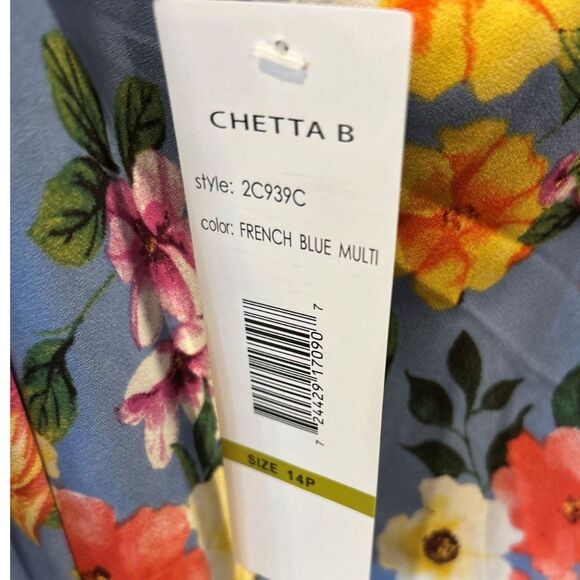 CHETTA B
style: 2C939C
color: FRENCH BLUE MULTI
7 24429 17090 7
SIZE 14P